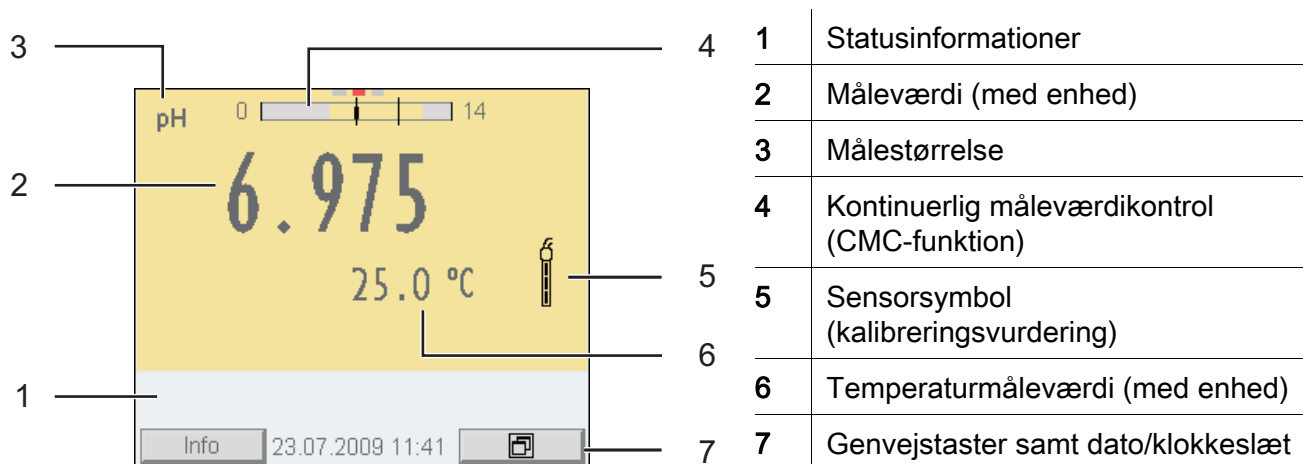 3
4
pH
0
14
2
6.975
5
25.0 °C
6
1
Info
23.07.2009 11:41
7
1 Statusinformationer
2 Måleværdi (med enhed)
3 Målestørrelse
4 Kontinuerlig måleværdikontrol
(CMC-funktion)
5 Sensorsymbol
(kalibreringsvurdering)
6 Temperaturmåleværdi (med enhed)
7 Genvejstaster samt dato/klokkeslæt